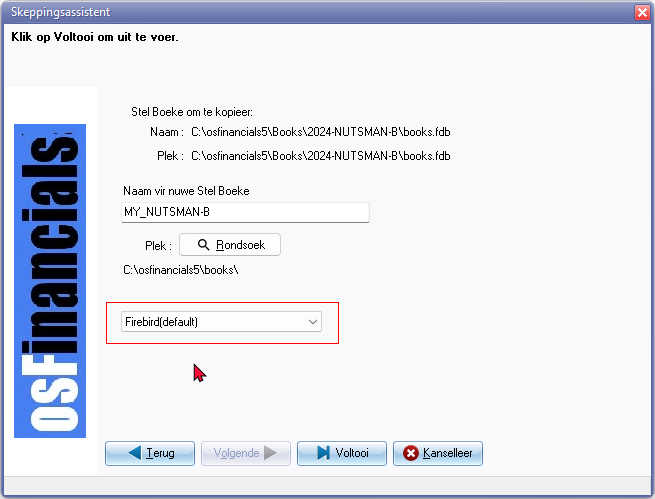 Skeppingsassistent
Klik op Voltooi om uit te voer.
osFinancials
Stel Boeke om te kopieer:
Naam : C:\osfinancials5\Books\2024-NUTSMAN-B\books.fdb
Plek : C:\osfinancials5\Books\2024-NUTSMAN-B\books.fdb
Naam vir nuwe Stel Boeke
MY_NUTSMAN-B
Plek : Rondsoek
C:\osfinancials5\books\
Firebird(default)
Terug Volgende Voltooi Kanselleer